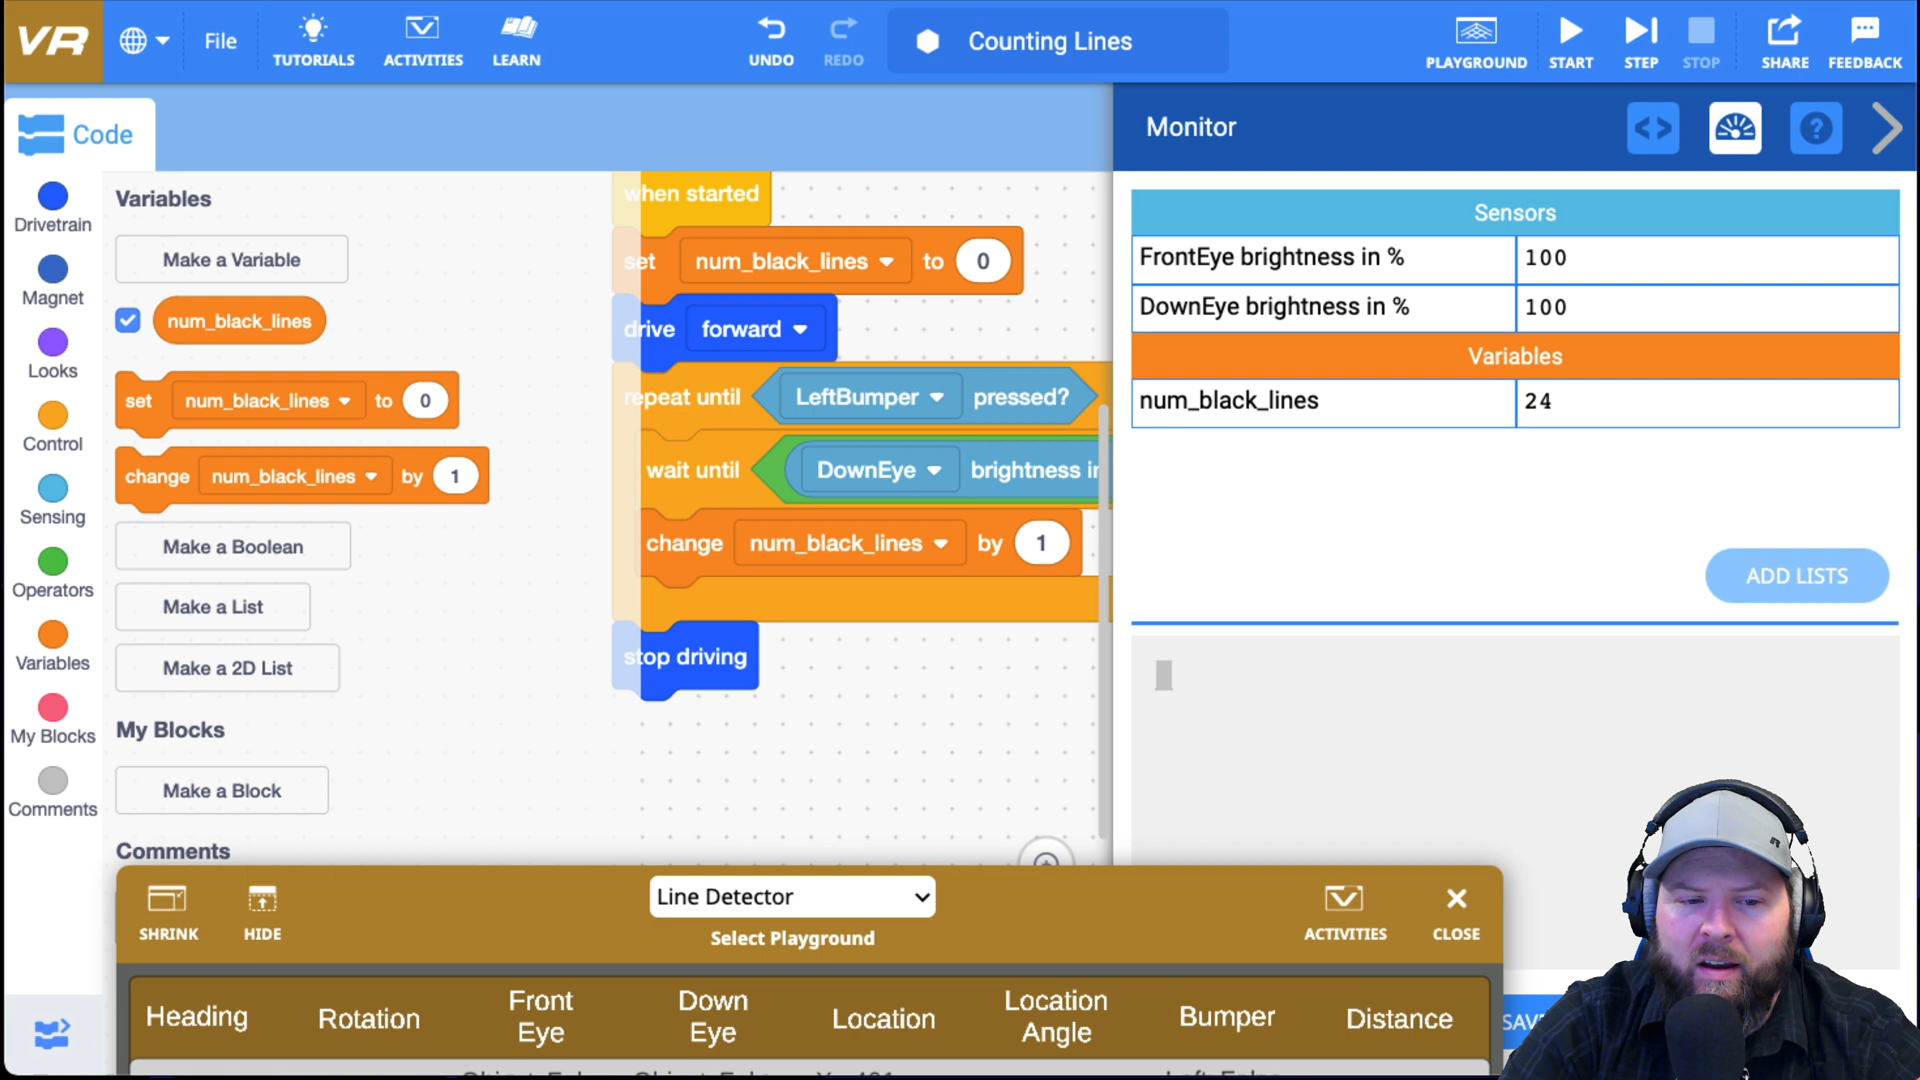 VR
File
TUTORIALS
ACTIVITIES
LEARN
UNDO
REDO
Counting Lines
PLAYGROUND
START
STEP
STOP
SHARE
FEEDBACK
Code
Drivetrain
Magnet
Looks
Control
Sensing
Operators
Variables
My Blocks
Comments
Variables
Make a Variable
num_black_lines
set num_black_lines to 0
change num_black_lines by 1
Make a Boolean
Make a List
Make a 2D List
My Blocks
Make a Block
Comments
when started
set num_black_lines to 0
drive forward
repeat until LeftBumper pressed?
wait until DownEye brightness in
change num_black_lines by 1
stop driving
Monitor
Sensors
FrontEye brightness in % 100
DownEye brightness in % 100
Variables
num_black_lines 24
ADD LISTS
SHRINK
HIDE
Line Detector
Select Playground
ACTIVITIES
CLOSE
Heading
Rotation
Front
Eye
Down
Eye
Location
Location
Angle
Bumper
Distance